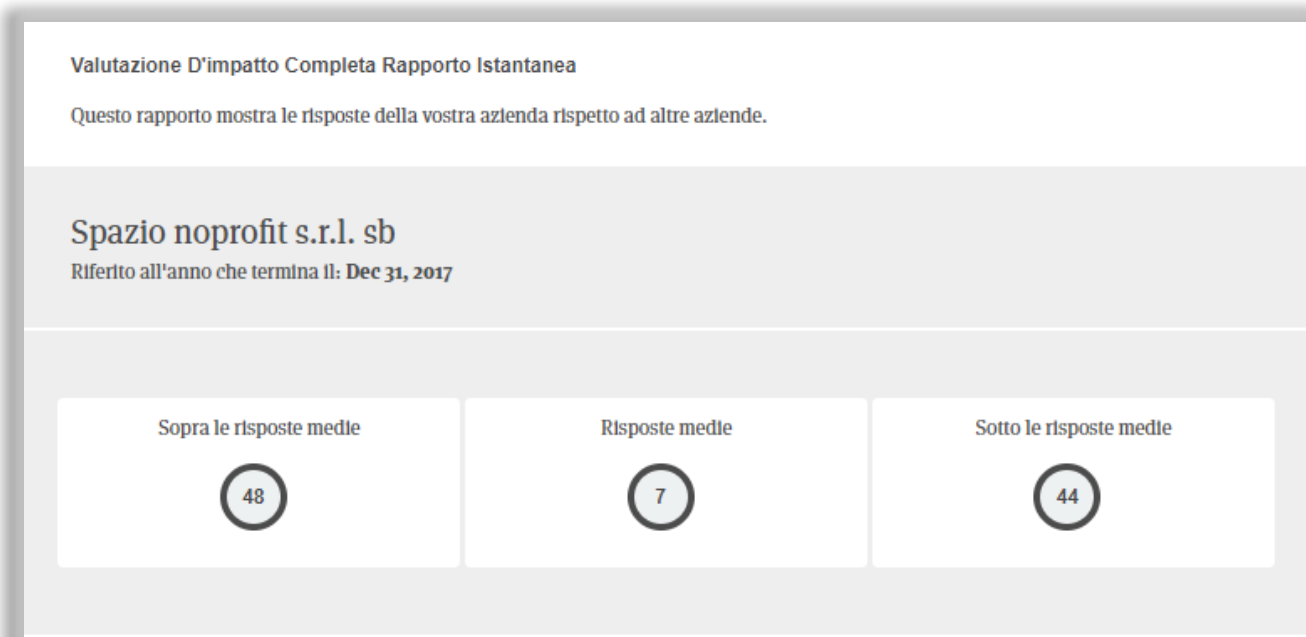 Valutazione D'impatto Completa Rapporto Istantanea
Questo rapporto mostra le risposte della vostra azienda rispetto ad altre aziende.
Spazio noprofit s.r.l. sb
Riferito all'anno che termina il: Dec 31, 2017
Sopra le risposte medie
48
Risposte medie
7
Sotto le risposte medie
44